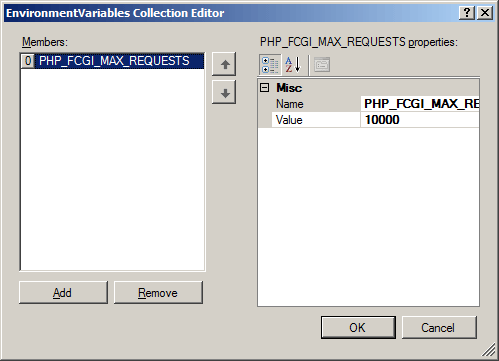 EnvironmentVariables Collection Editor
Members:
0 PHP_FCGI_MAX_REQUESTS
PHP_FCGI_MAX_REQUESTS properties:
Misc
Name PHP_FCGI_MAX_RE
Value 10000
Add
Remove
OK
Cancel